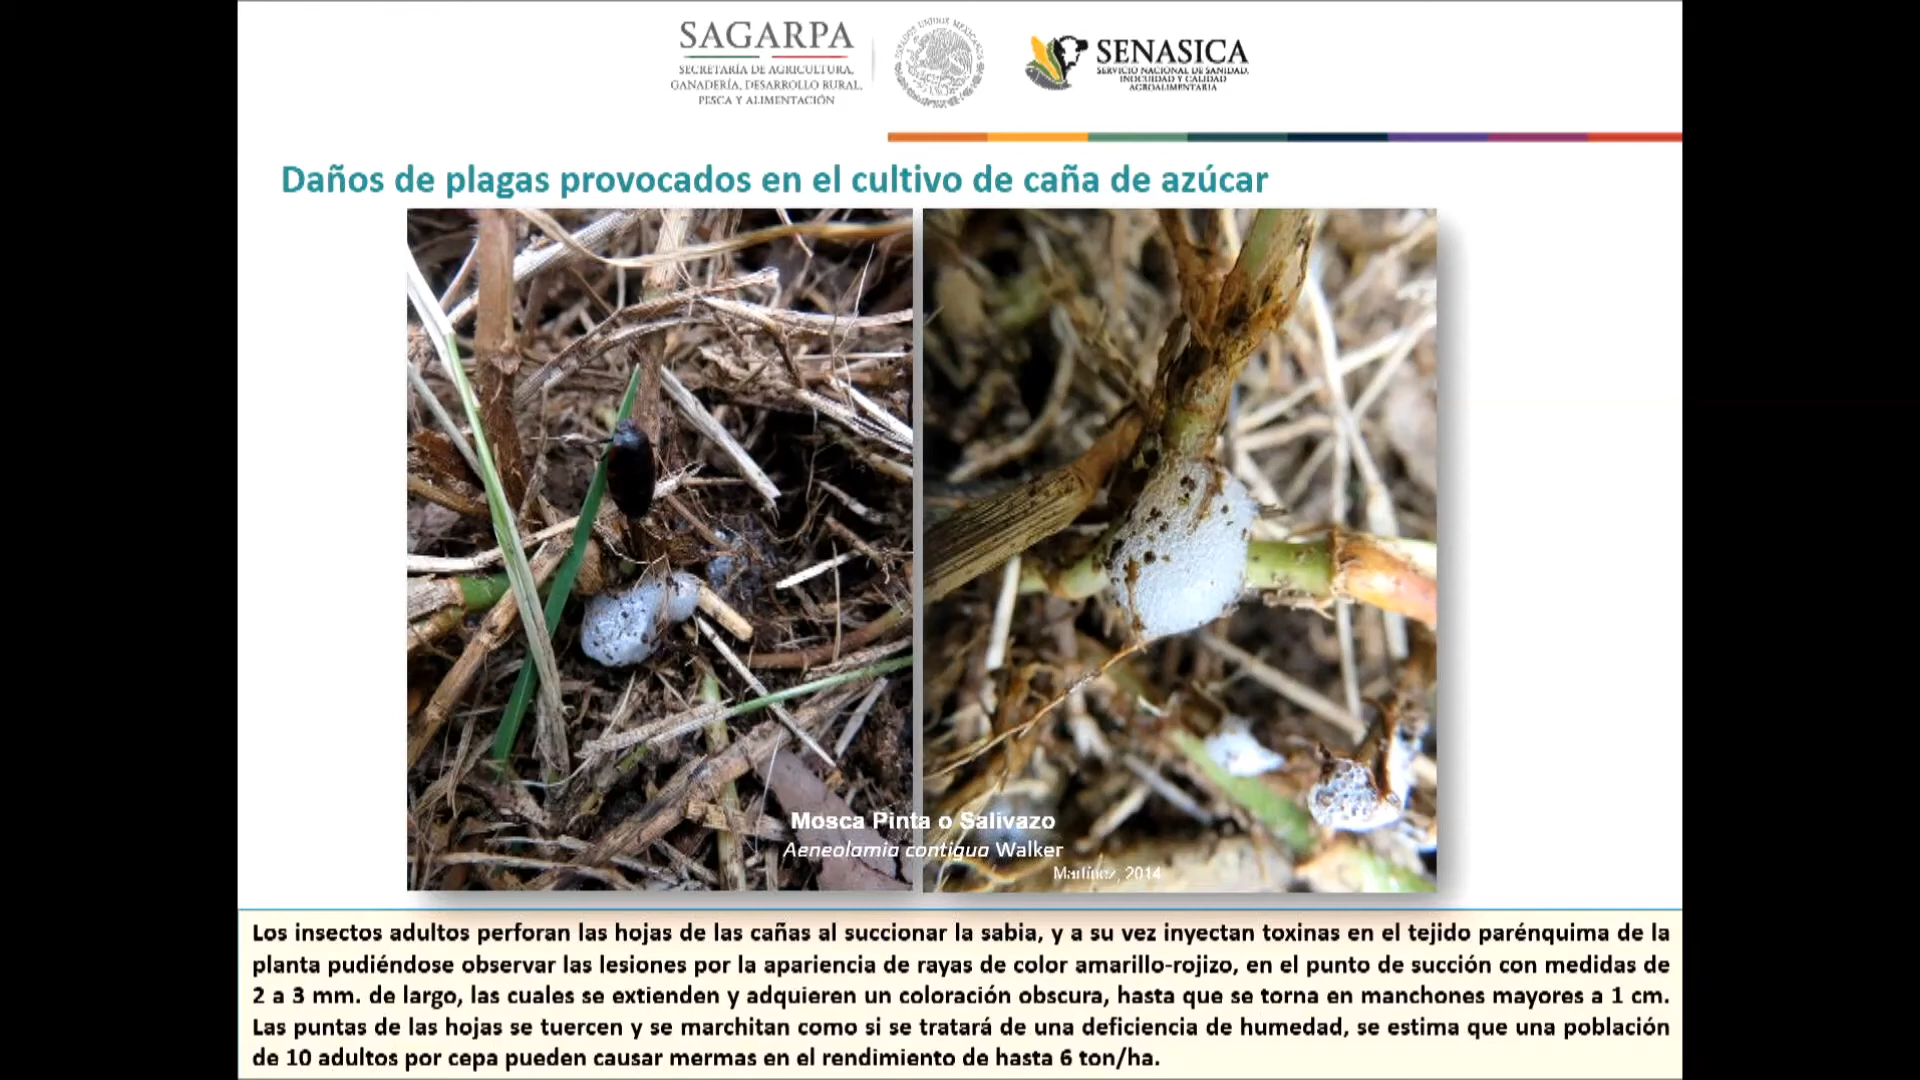 SAGARPA
SECRETARÍA DE AGRICULTURA,
GANADERÍA, DESARROLLO RURAL,
PESCA Y ALIMENTACIÓN
ESTADOS UNIDOS MEXICANOS
SENASICA
SERVICIO NACIONAL DE SANIDAD,
INOCUIDAD Y CALIDAD
AGROALIMENTARIA
Daños de plagas provocados en el cultivo de caña de azúcar
Mosca Pinta o Salivazo
Aeneolamia contigua Walker
Martínez, 2014
Los insectos adultos perforan las hojas de las cañas al succionar la sabia, y a su vez inyectan toxinas en el tejido parénquima de la
planta pudiéndose observar las lesiones por la apariencia de rayas de color amarillo-rojizo, en el punto de succión con medidas de
2 a 3 mm. de largo, las cuales se extienden y adquieren un coloración obscura, hasta que se torna en manchones mayores a 1 cm.
Las puntas de las hojas se tuercen y se marchitan como si se tratará de una deficiencia de humedad, se estima que una población
de 10 adultos por cepa pueden causar mermas en el rendimiento de hasta 6 ton/ha.